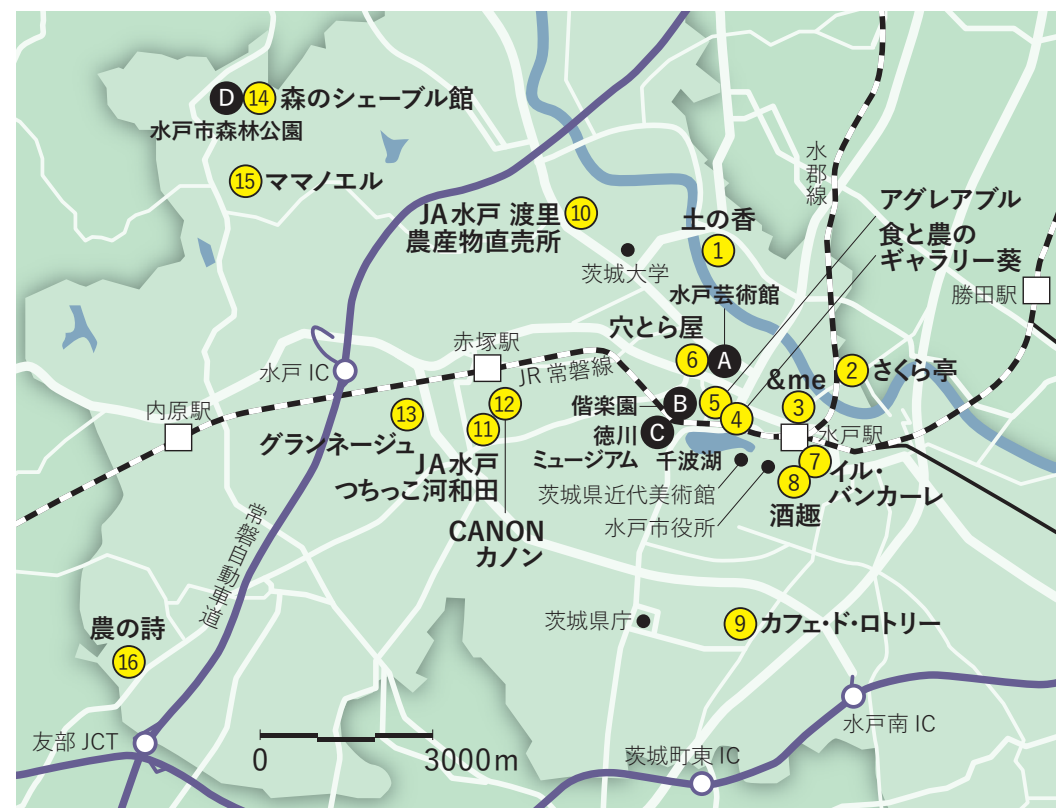 D 14 森のシェーブル館
水戸市森林公園
15 ママノエル
JA水戸 渡里 10
農産物直売所
茨城大学
土の香
1
水郡線
アグレアブル
食と農の
ギャラリー葵
水戸芸術館
勝田駅
穴とら屋
6 A
赤塚駅
JR常磐線
水戸 IC
&me
2 さくら亭
3
内原駅
13
グランネージュ
12
11
JA水戸
つちっこ河和田
CANON
カノン
偕楽園 B 5
4
徳川 C
ミュージアム
千波湖
水戸駅
茨城県近代美術館
水戸市役所
7 イル・
バンカーレ
8
酒趣
常磐自動車道
茨城県庁
9 カフェ・ド・ロトリー
農の詩
16
友部 JCT
0 3000m
水戸南 IC
茨城町東 IC